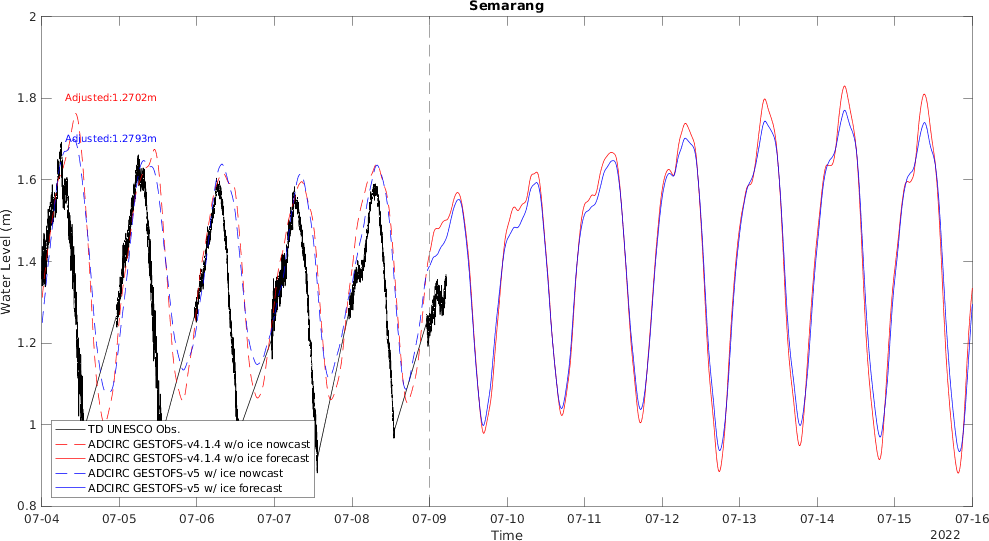 Semarang
Water Level (m)
2
1.8
1.6
1.4
1.2
1
0.8
Adjusted:1.2702m
Adjusted:1.2793m
TD UNESCO Obs.
ADCIRC GESTOFS-v4.1.4 w/o ice nowcast
ADCIRC GESTOFS-v4.1.4 w/o ice forecast
ADCIRC GESTOFS-v5 w/ ice nowcast
ADCIRC GESTOFS-v5 w/ ice forecast
07-04 07-05 07-06 07-07 07-08 07-09 07-10 07-11 07-12 07-13 07-14 07-15 07-16
Time
2022